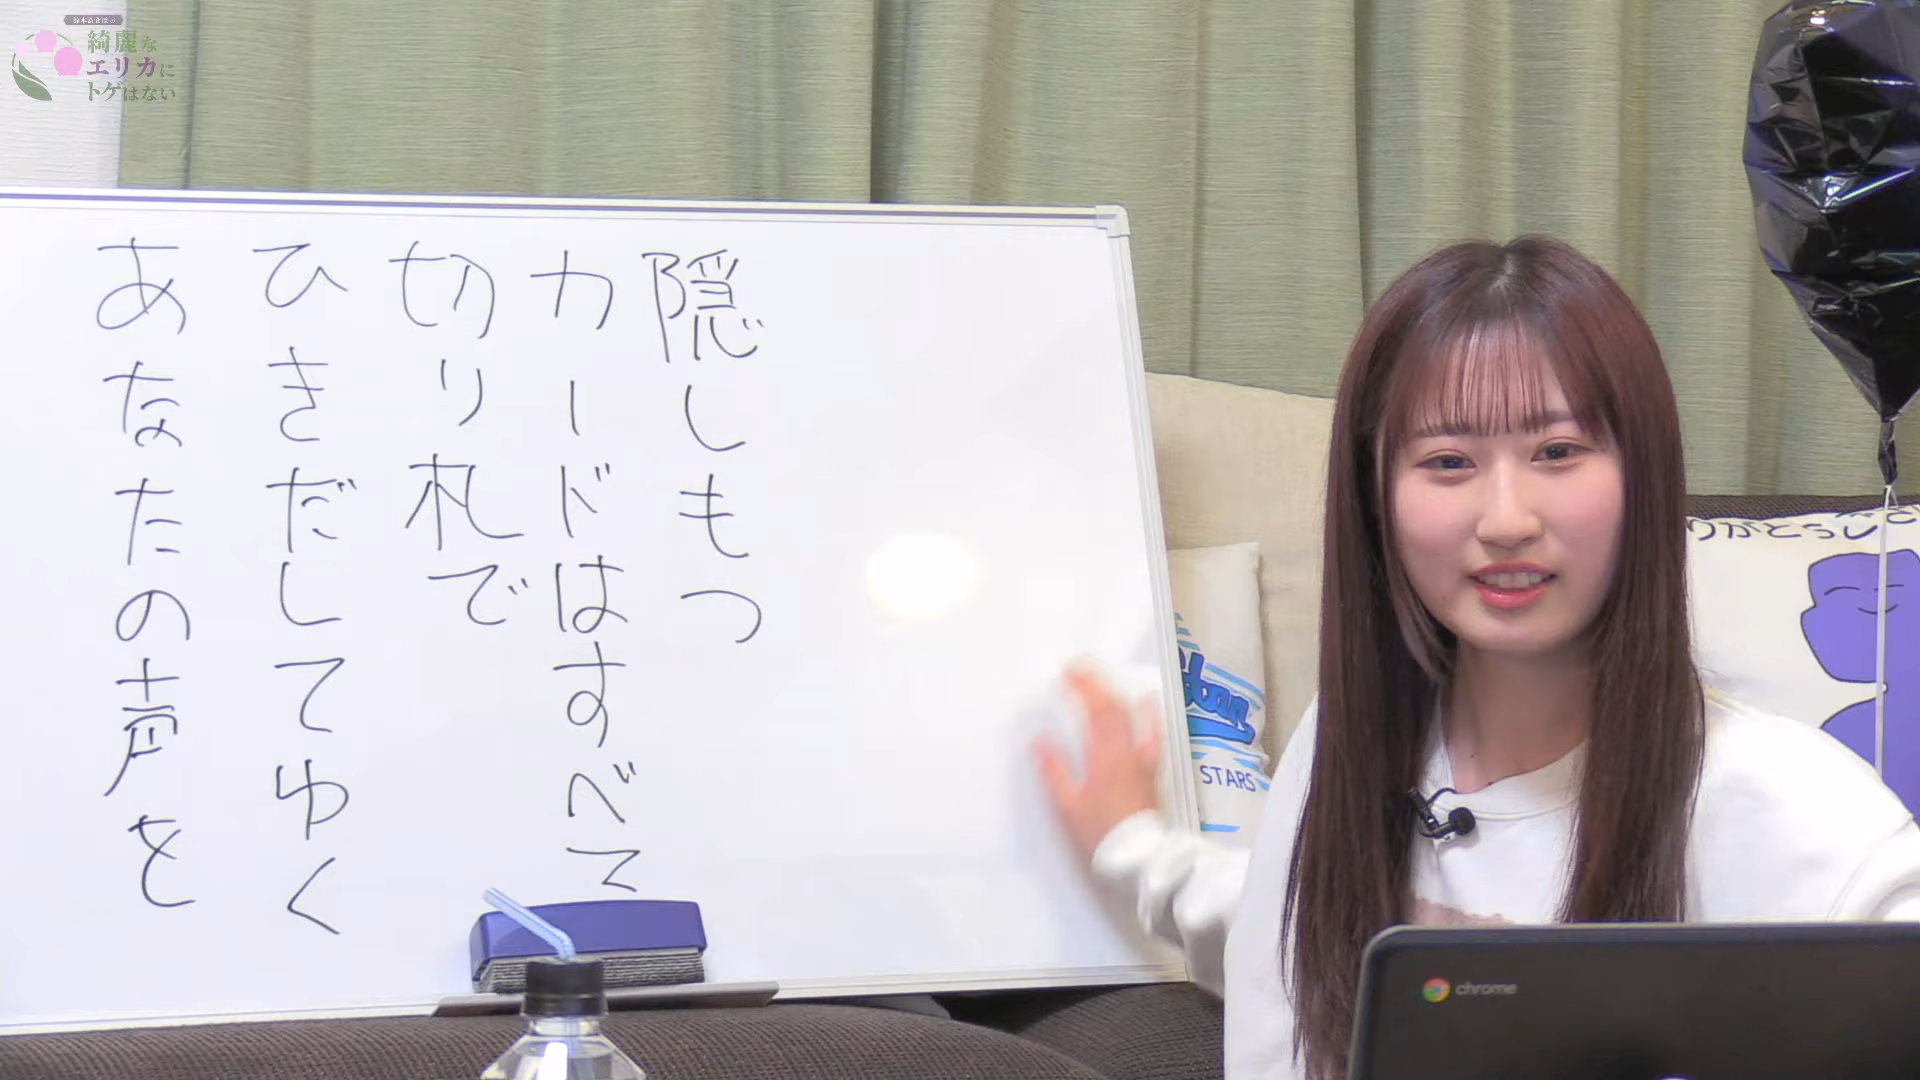 綺麗な
エリカに
トゲはない
隠しもつ
カードはすべて
切り札で
ひきだしてゆく
あなたの声を
STARS
chrome